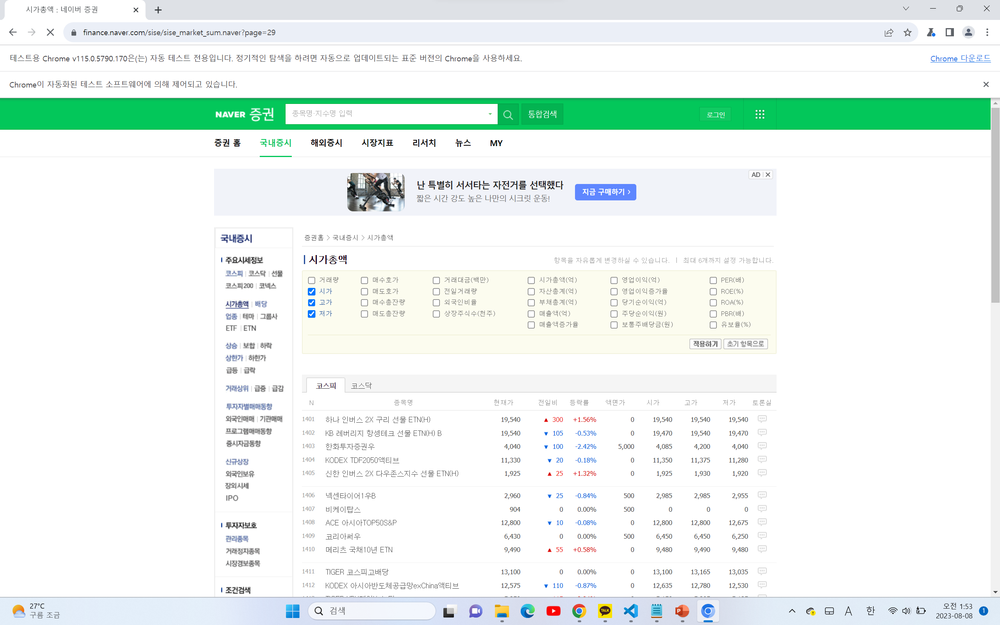 시가총액 : 네이버 증권
finance.naver.com/sise/sise_market_sum.naver?page=29
테스트용 Chrome v115.0.5790.170은(는) 자동 테스트 전용입니다. 정기적인 탐색을 하려면 자동으로 업데이트되는 표준 버전의 Chrome을 사용하세요.
Chrome 다운로드
Chrome이 자동화된 테스트 소프트웨어에 의해 제어되고 있습니다.
NAVER 증권
종목명·지수명 입력
통합검색
로그인
증권 홈 국내증시 해외증시 시장지표 리서치 뉴스 MY
난 특별히 서서타는 자전거를 선택했다
짧은 시간 강도 높은 나만의 시크릿 운동!
지금 구매하기 ›
AD
국내증시
주요시세정보
코스피 | 코스닥 | 선물
코스피200 | 코넥스
시가총액 | 배당
업종 | 테마 | 그룹사
ETF | ETN
상승 | 보합 | 하락
상한가 | 하한가
급등 | 급락
거래상위 | 급증 | 급감
투자자별매매동향
외국인매매 | 기관매매
프로그램매매동향
증시자금동향
신규상장
외국인보유
장외시세
IPO
투자자보호
관리종목
거래정지종목
시장경보종목
조건검색
증권홈 > 국내증시 > 시가총액
시가총액
항목을 자유롭게 변경하실 수 있습니다. | 최대 6개까지 설정 가능합니다.
거래량 매수호가 거래대금(백만) 시가총액(억) 영업이익(억) PER(배)
시가 매도호가 전일거래량 자산총계(억) 영업이익증가율 ROE(%)
고가 매수총잔량 외국인비율 부채총계(억) 당기순이익(억) ROA(%)
저가 매도총잔량 상장주식수(천주) 매출액(억) 주당순이익(원) PBR(배)
매출액증가율 보통주배당금(원) 유보율(%)
적용하기 초기 항목으로
코스피 코스닥
N 종목명 현재가 전일비 등락률 액면가 시가 고가 저가 토론실
1401 하나 인버스 2X 구리 선물 ETN(H) 19,540 ▲ 300 +1.56% 0 19,540 19,540 19,540
1402 KB 레버리지 항셍테크 선물 ETN(H) B 19,540 ▼ 105 -0.53% 0 19,470 19,540 19,470
1403 한화투자증권우 4,040 ▼ 100 -2.42% 5,000 4,085 4,200 4,040
1404 KODEX TDF2050액티브 11,330 ▼ 20 -0.18% 0 11,350 11,375 11,280
1405 신한 인버스 2X 다우존스지수 선물 ETN(H) 1,925 ▲ 25 +1.32% 0 1,925 1,930 1,920
1406 넥센타이어1우B 2,960 ▼ 25 -0.84% 500 2,985 2,985 2,955
1407 비케이탑스 904 0 0.00% 500 0 0 0
1408 ACE 아시아TOP50S&P 12,800 ▼ 10 -0.08% 0 12,800 12,800 12,675
1409 코리아써우 6,430 0 0.00% 500 6,450 6,450 6,250
1410 메리츠 국채10년 ETN 9,490 ▲ 55 +0.58% 0 9,480 9,490 9,480
1411 TIGER 코스피고배당 13,100 0 0.00% 0 13,100 13,165 13,035
1412 KODEX 아시아반도체공급망exChina액티브 12,575 ▼ 110 -0.87% 0 12,635 12,780 12,530
27°C
구름 조금
검색
TALK
A 한
오전 1:53
2023-08-08
1